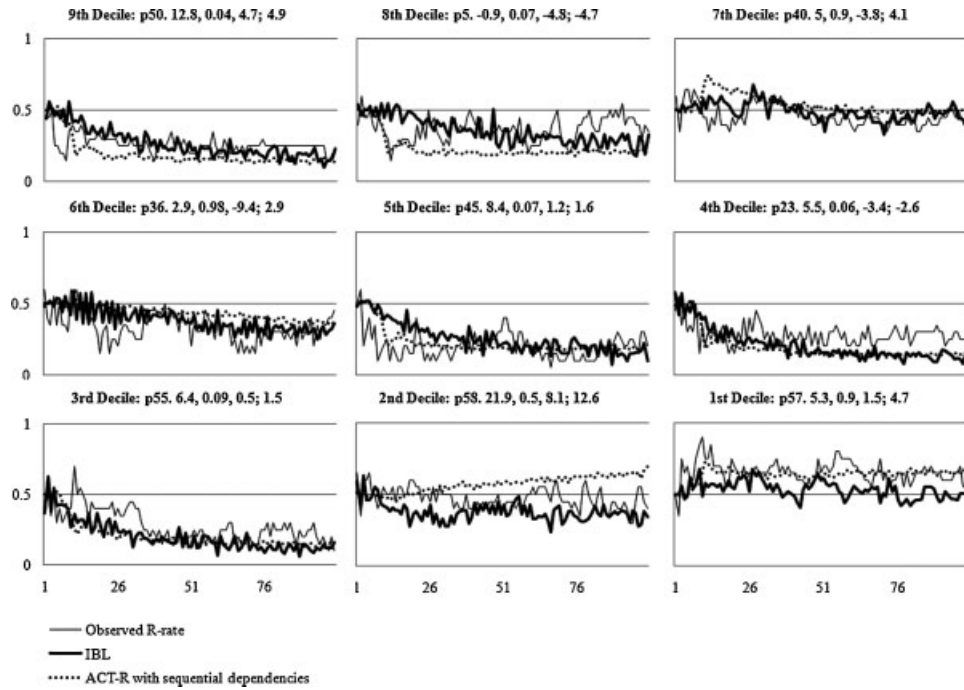 9th Decile: p50. 12.8, 0.04, 4.7; 4.9
8th Decile: p5. -0.9, 0.07, -4.8; -4.7
7th Decile: p40. 5, 0.9, -3.8; 4.1
1
0.5
0
6th Decile: p36. 2.9, 0.98, -9.4; 2.9
5th Decile: p45. 8.4, 0.07, 1.2; 1.6
4th Decile: p23. 5.5, 0.06, -3.4; -2.6
1
0.5
0
3rd Decile: p55. 6.4, 0.09, 0.5; 1.5
2nd Decile: p58. 21.9, 0.5, 8.1; 12.6
1st Decile: p57. 5.3, 0.9, 1.5; 4.7
1
0.5
0
1 26 51 76
1 26 51 76
1 26 51 76
Observed R-rate
IBL
ACT-R with sequential dependencies